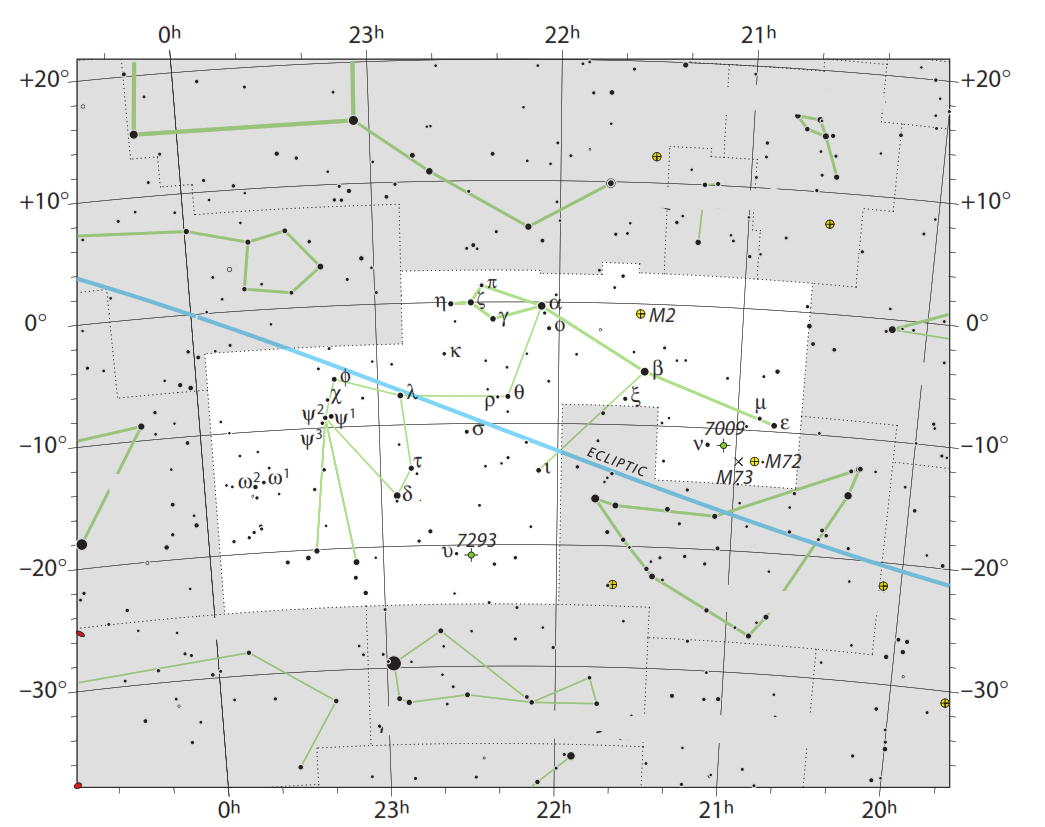 0h 23h 22h 21h
+20° +20°
+10° +10°
η π ζ γ α ο M2
0° 0°
κ
φ λ β
χ ρ θ ξ μ
ψ² ψ¹ σ 7009 ε
ψ³ ν
−10° −10°
τ ι ECLIPTIC M72
ω² ω¹ M73
δ
υ 7293
−20° −20°
−30° −30°
0h 23h 22h 21h 20h